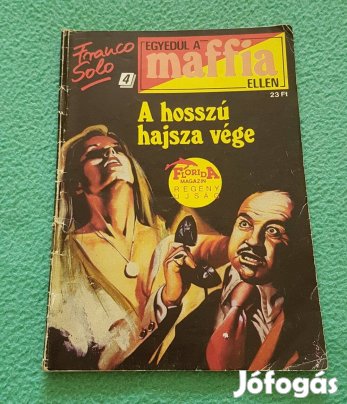 Franco
Solo
4
EGYEDÜL A
maffia
ELLEN
23 Ft
A hosszú
hajsza vége
FLORIDA
MAGAZIN
REGÉNY
ÚJSÁG
Jófogás